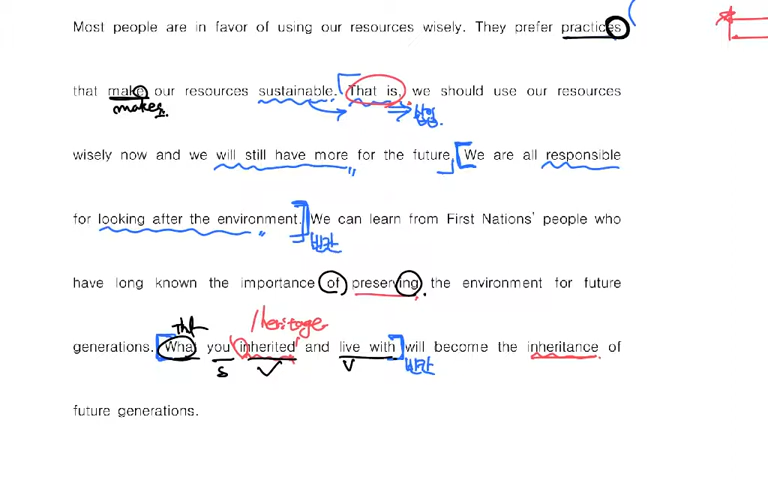 Most people are in favor of using our resources wisely. They prefer practices
that make our resources sustainable. That is, we should use our resources
makes
wisely now and we will still have more for the future. We are all responsible
for looking after the environment. We can learn from First Nations' people who
빈칸
have long known the importance of preserving the environment for future
/heritage
generations. What you inherited and live with will become the inheritance of
S V V 빈칸
future generations.